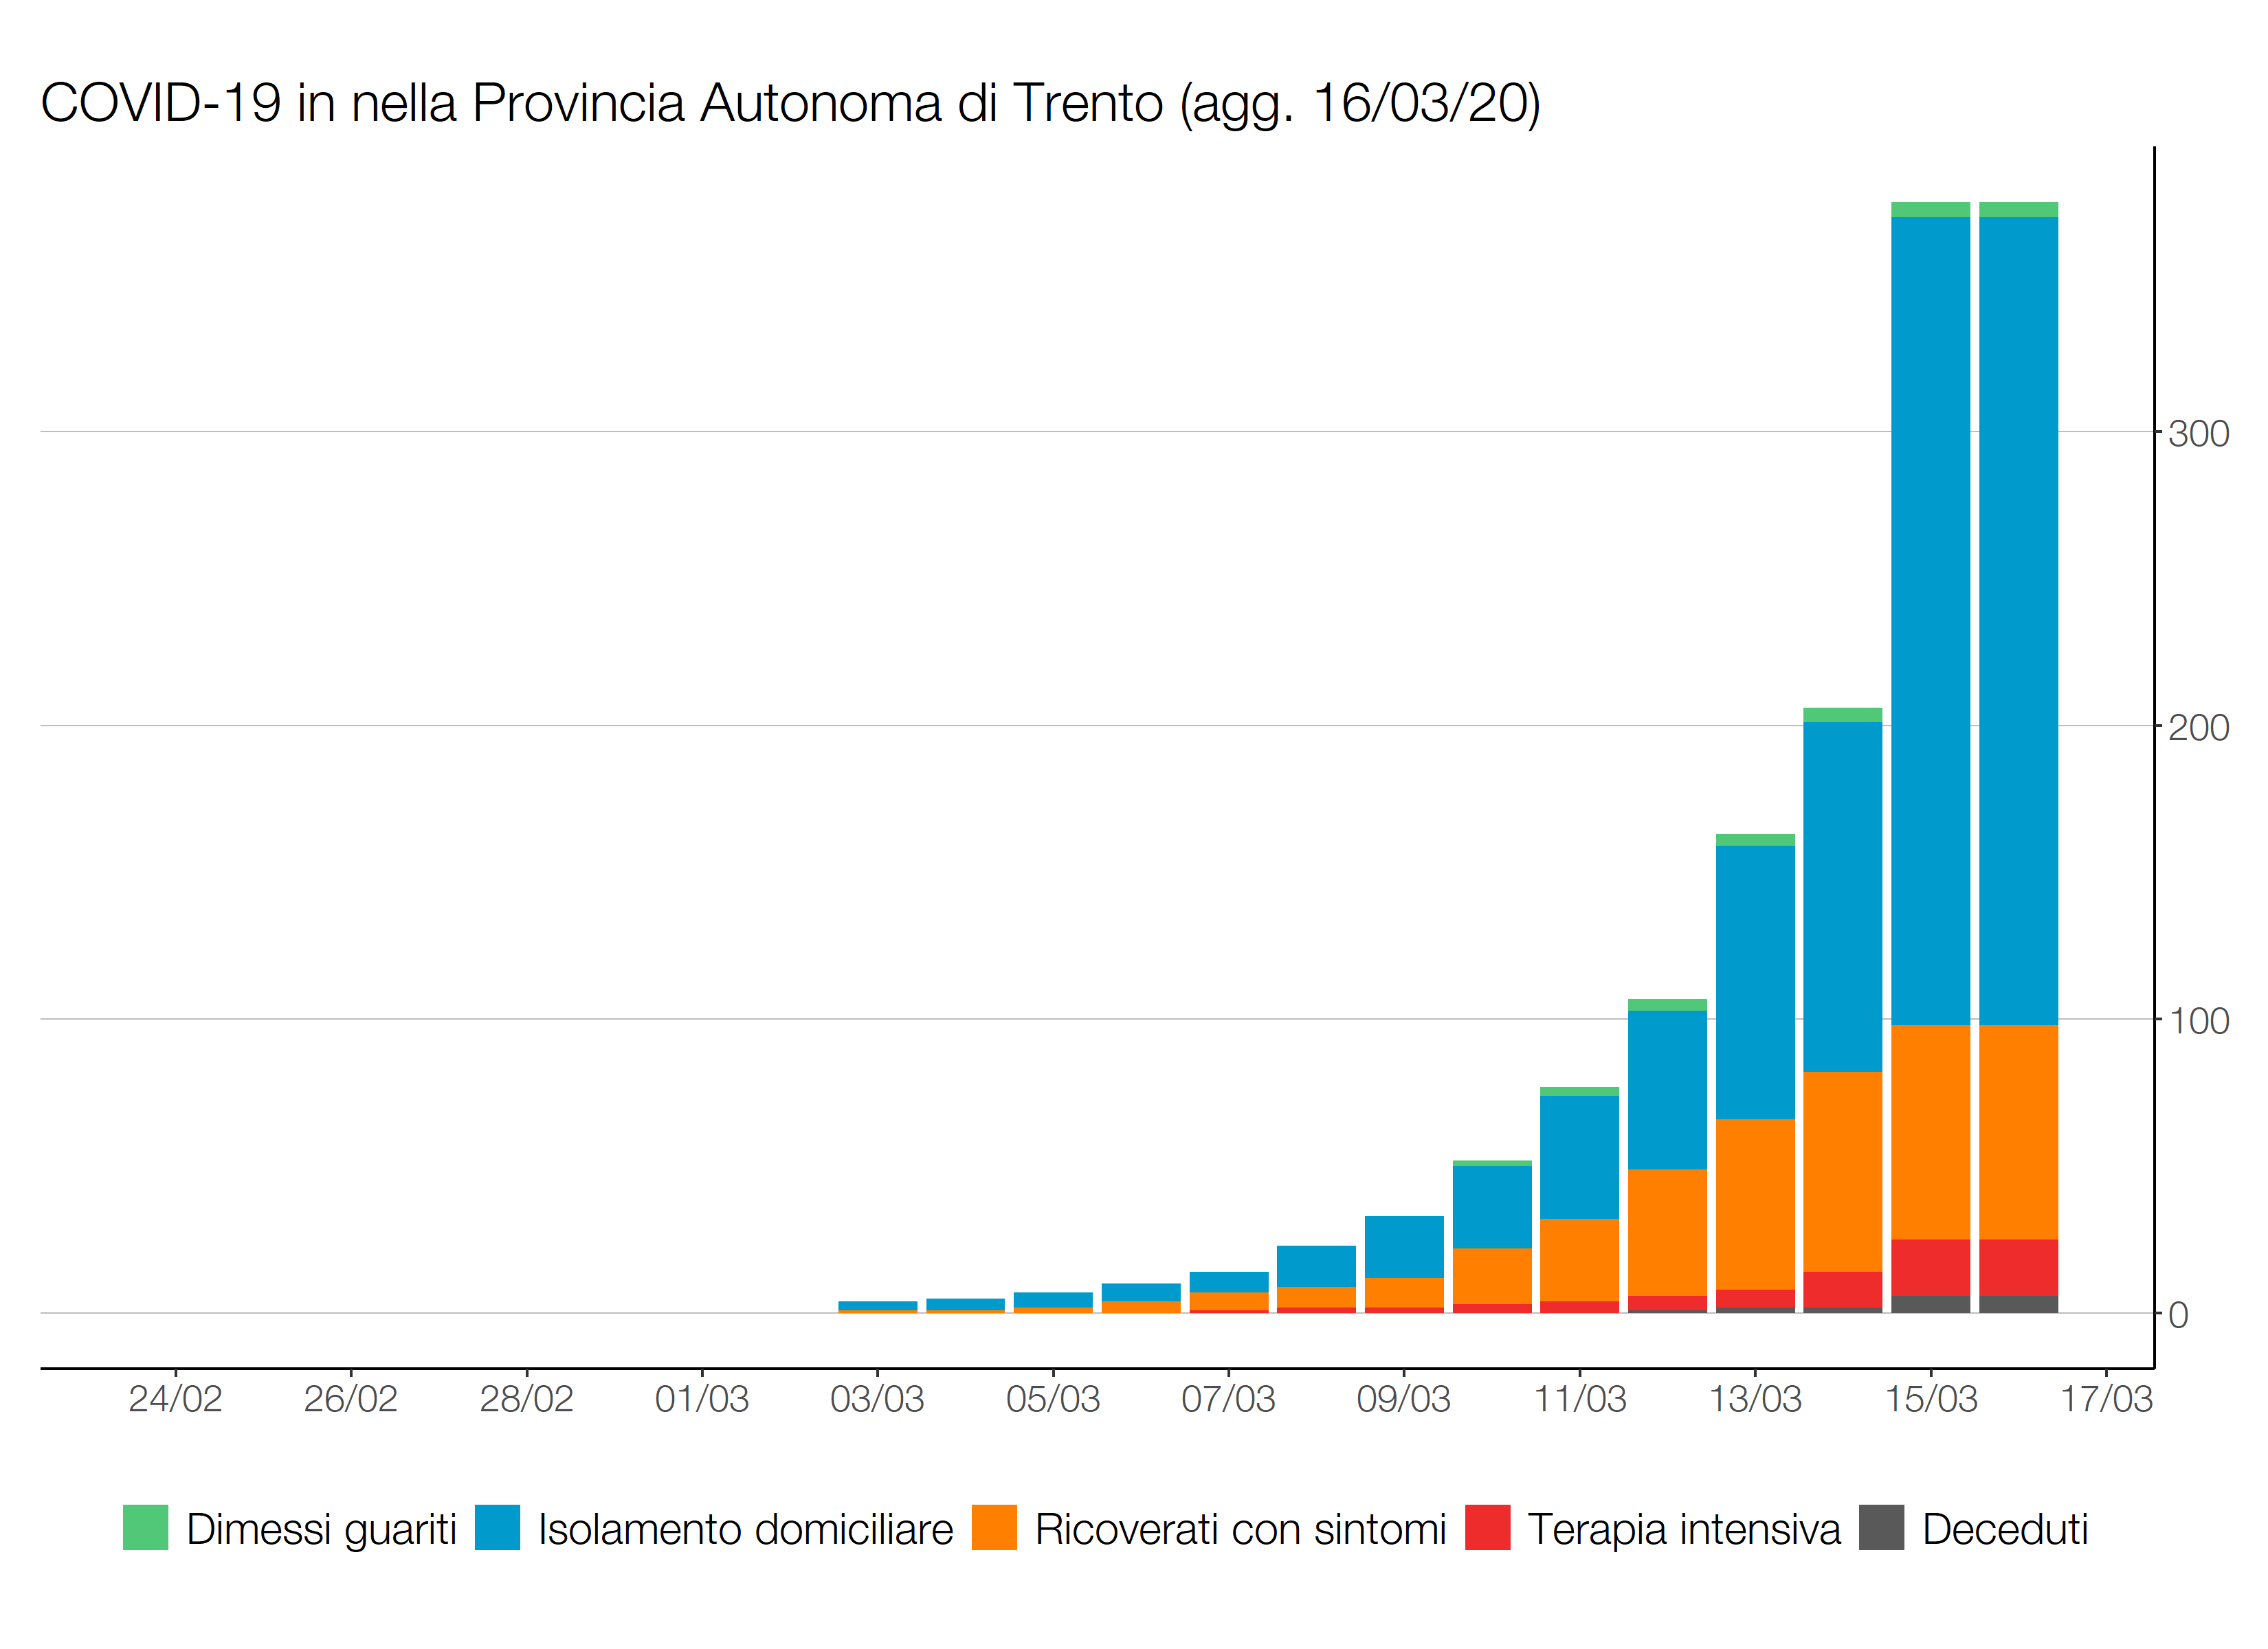 COVID-19 in nella Provincia Autonoma di Trento (agg. 16/03/20)
300
200
100
0
24/02 26/02 28/02 01/03 03/03 05/03 07/03 09/03 11/03 13/03 15/03 17/03
Dimessi guariti Isolamento domiciliare Ricoverati con sintomi Terapia intensiva Deceduti